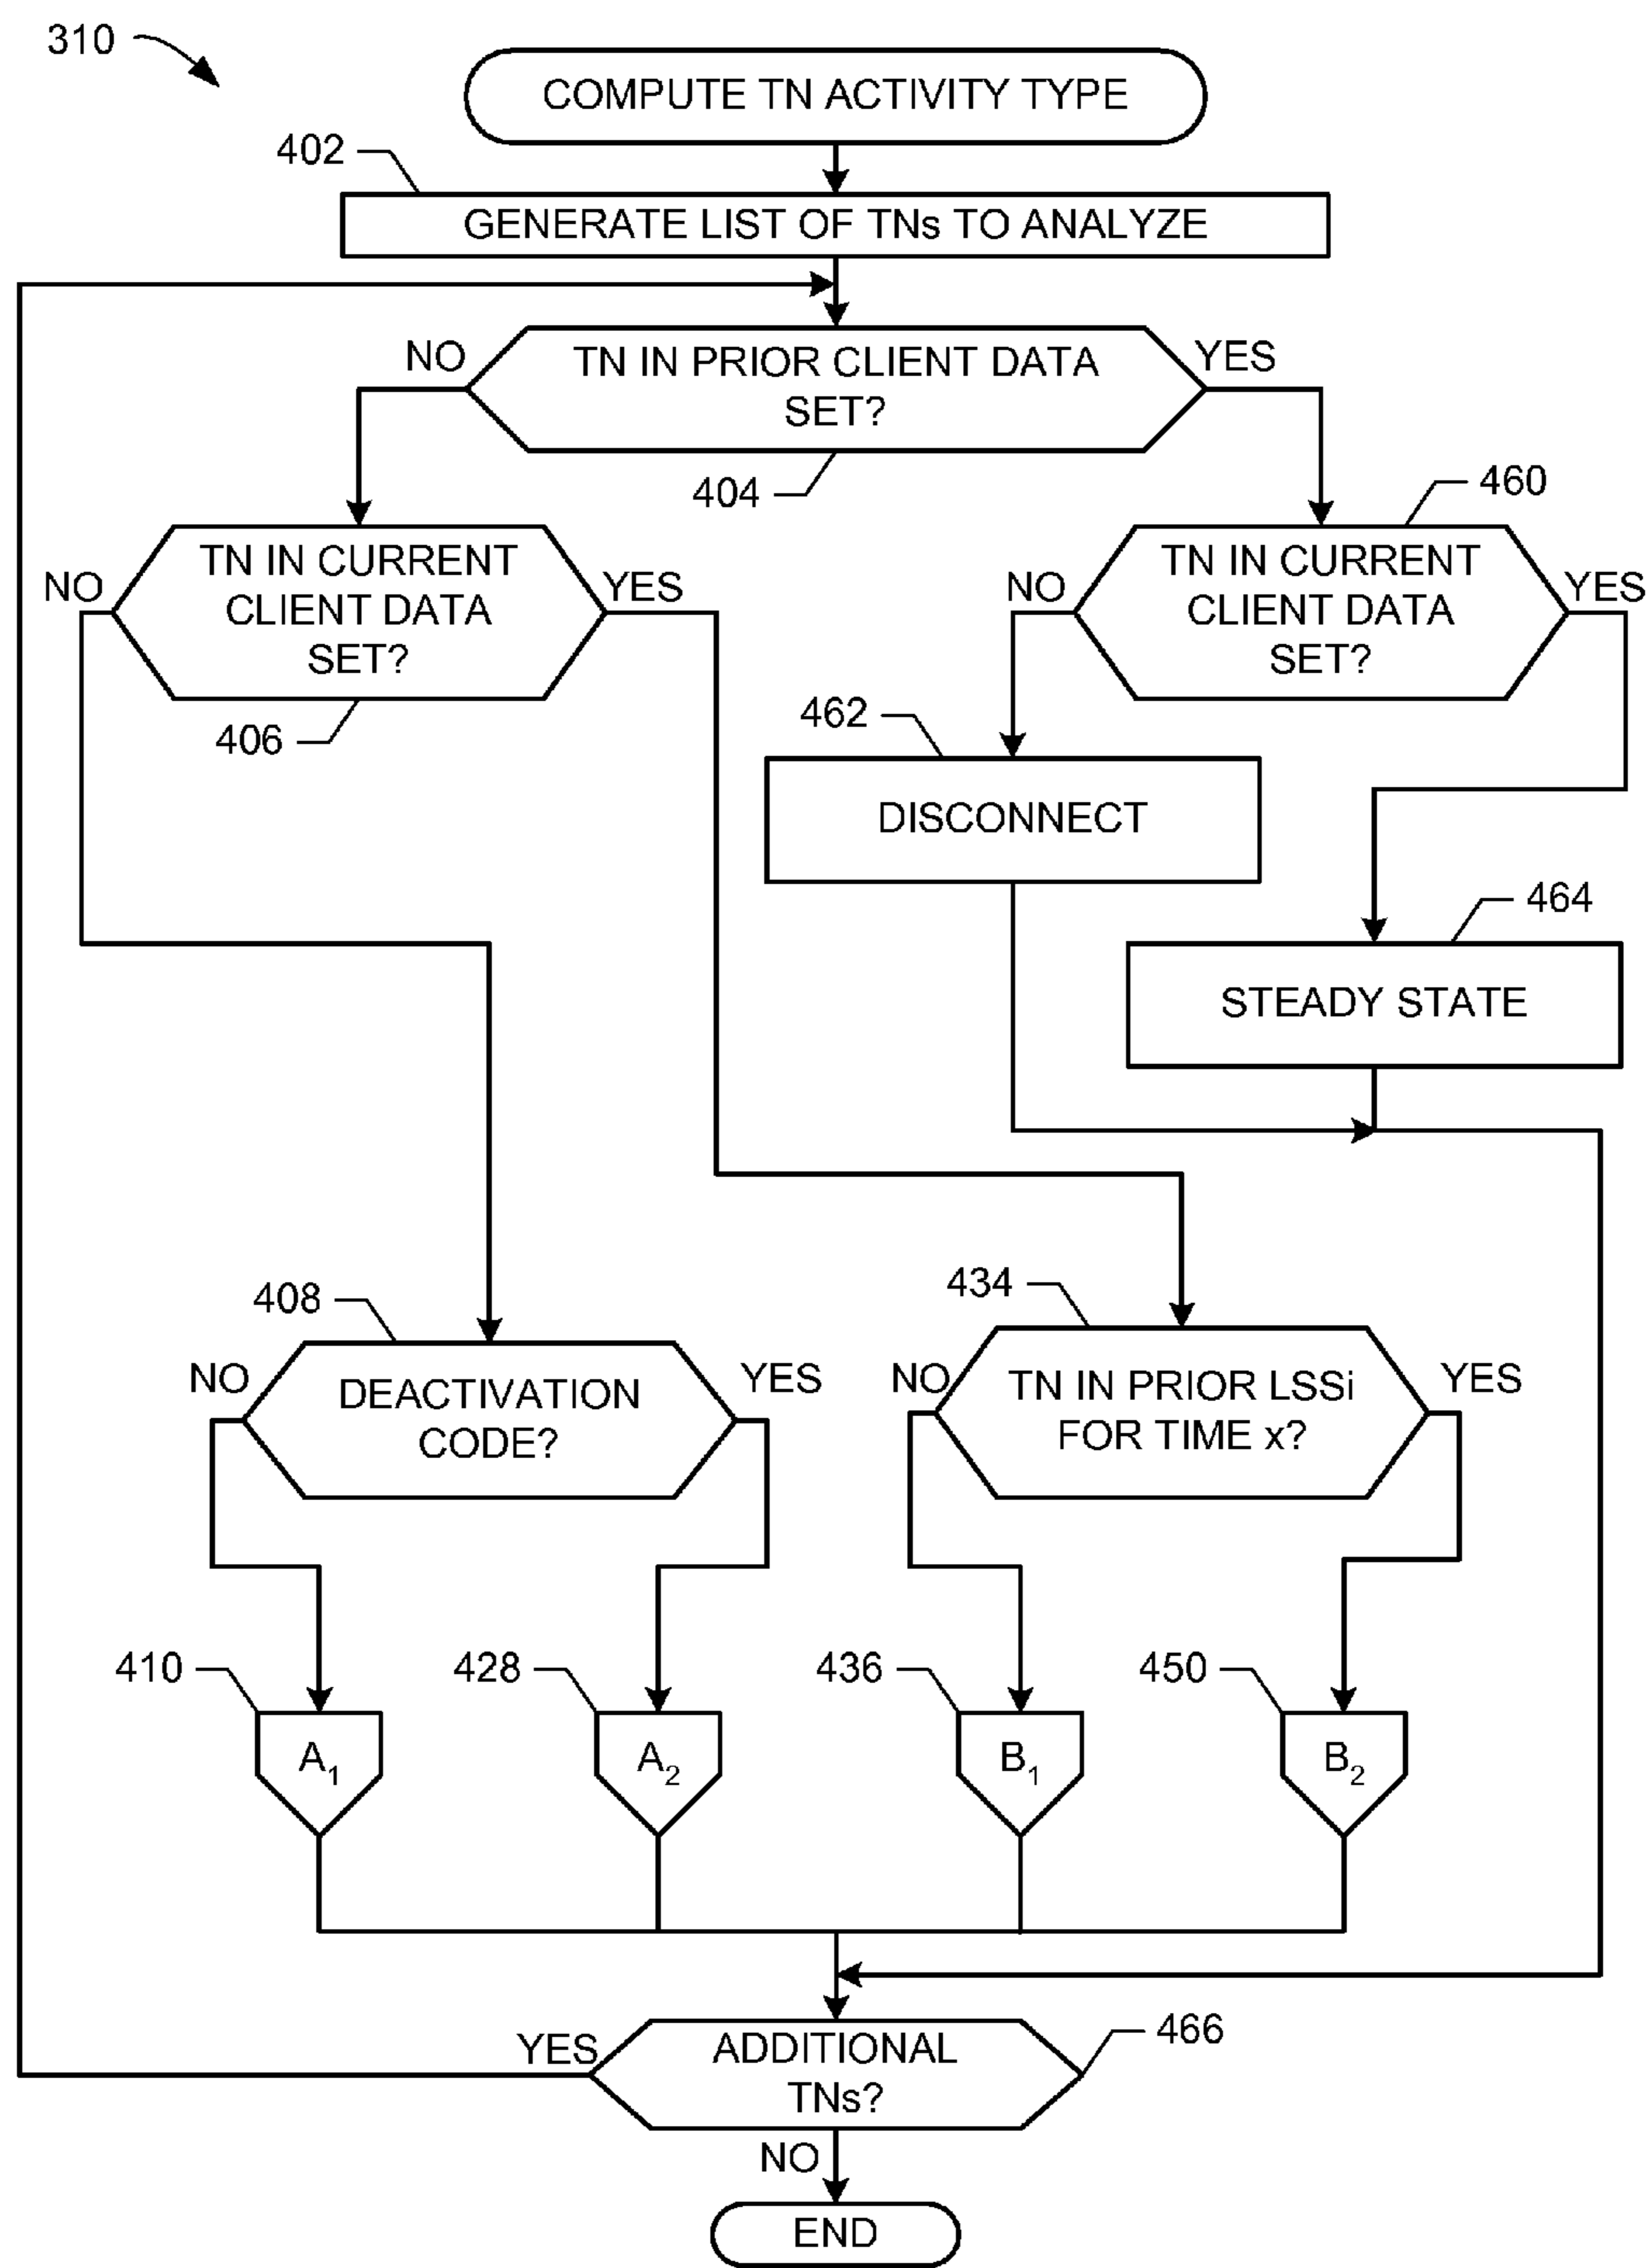 310
COMPUTE TN ACTIVITY TYPE
402
GENERATE LIST OF TNs TO ANALYZE
NO
TN IN PRIOR CLIENT DATA
SET?
YES
404
460
NO
TN IN CURRENT
CLIENT DATA
SET?
YES
406
NO
TN IN CURRENT
CLIENT DATA
SET?
YES
462
DISCONNECT
464
STEADY STATE
408
NO
DEACTIVATION
CODE?
YES
434
NO
TN IN PRIOR LSSi
FOR TIME x?
YES
410
A₁
428
A₂
436
B₁
450
B₂
YES
ADDITIONAL
TNs?
466
NO
END